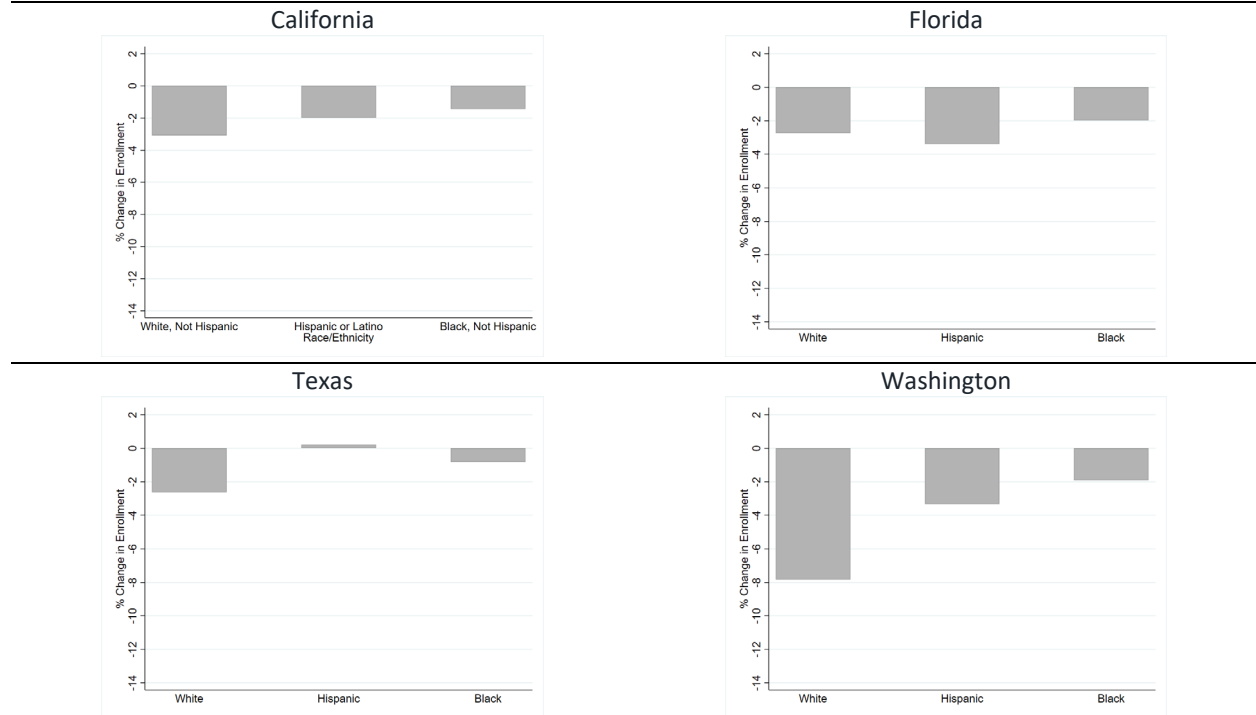 California
Florida
% Change in Enrollment
2
0
-2
-4
-6
-8
-10
-12
-14
White, Not Hispanic
Hispanic or Latino
Black, Not Hispanic
Race/Ethnicity
% Change in Enrollment
2
0
-2
-4
-6
-8
-10
-12
-14
White
Hispanic
Black
Texas
Washington
% Change in Enrollment
2
0
-2
-4
-6
-8
-10
-12
-14
White
Hispanic
Black
% Change in Enrollment
2
0
-2
-4
-6
-8
-10
-12
-14
White
Hispanic
Black